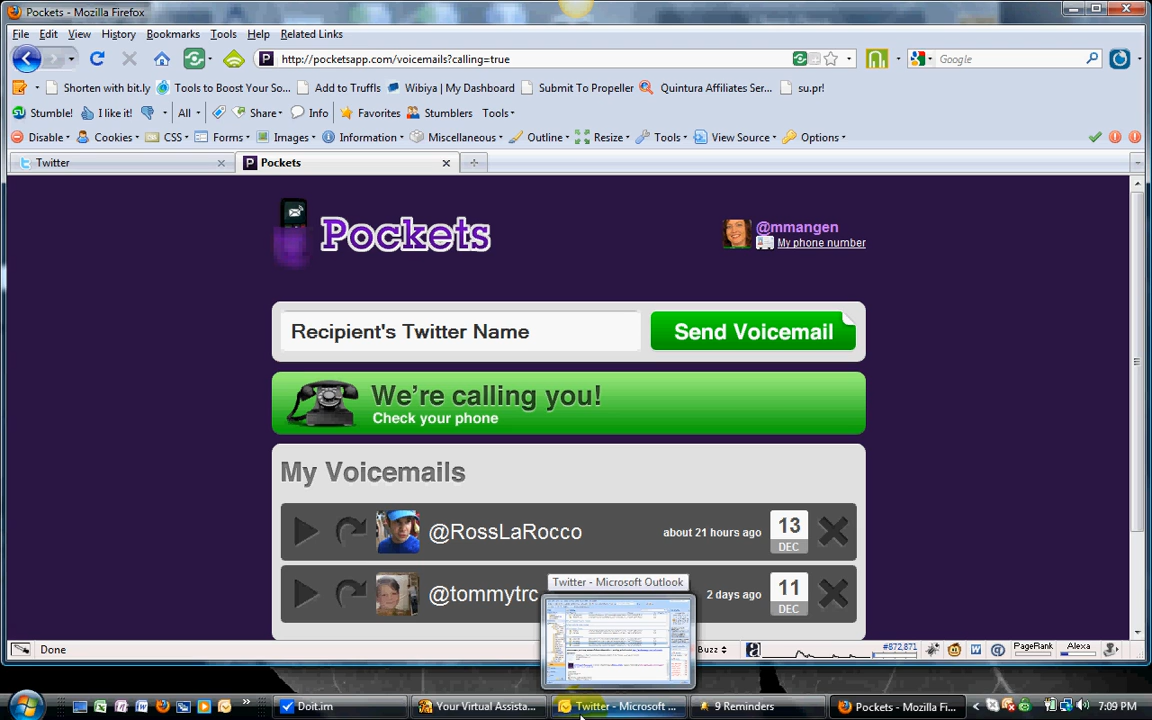 Pockets - Mozilla Firefox
File Edit View History Bookmarks Tools Help Related Links
http://pocketsapp.com/voicemails?calling=true
Google
Shorten with bit.ly Tools to Boost Your So... Add to Truffls Wibiya | My Dashboard Submit To Propeller Quintura Affiliates Ser... su.pr!
Stumble! I like it! All Share Info Favorites Stumblers Tools
Disable Cookies CSS Forms Images Information Miscellaneous Outline Resize Tools View Source Options
Twitter
Pockets
Pockets
@mmangen
My phone number
Recipient's Twitter Name
Send Voicemail
We're calling you!
Check your phone
My Voicemails
@RossLaRocco about 21 hours ago 13 DEC
@tommytrc 2 days ago 11 DEC
Twitter - Microsoft Outlook
Done
Buzz
#872,871
PageRank
Alexa
Doit.im
Your Virtual Assista...
Twitter - Microsoft ...
9 Reminders
Pockets - Mozilla Fi...
7:09 PM